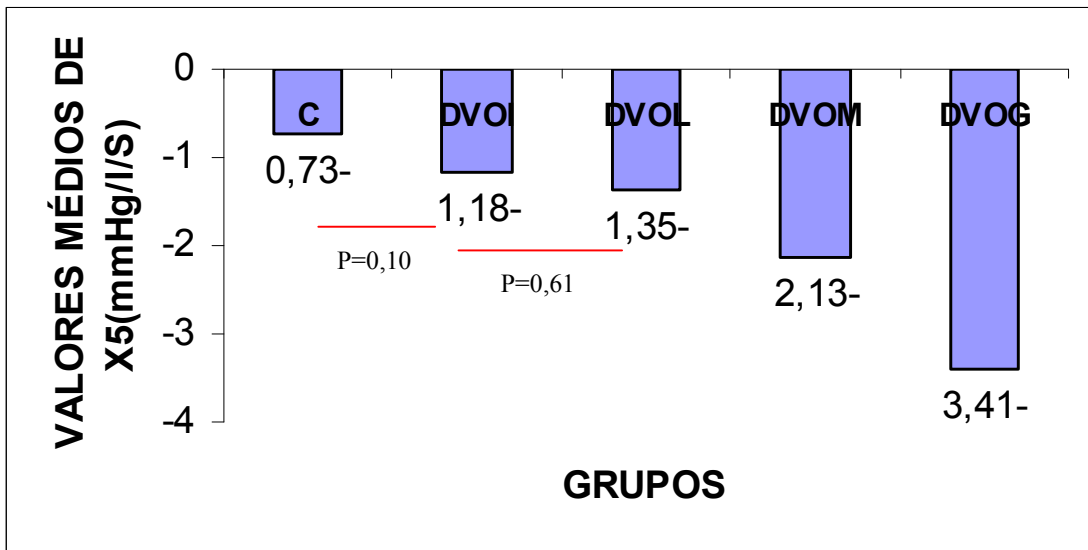 VALORES MÉDIOS DE
X5(mmHg/l/S)
0
-1
-2
-3
-4
C
DVOI
DVOL
DVOM
DVOG
0,73-
1,18-
1,35-
2,13-
3,41-
P=0,10
P=0,61
GRUPOS